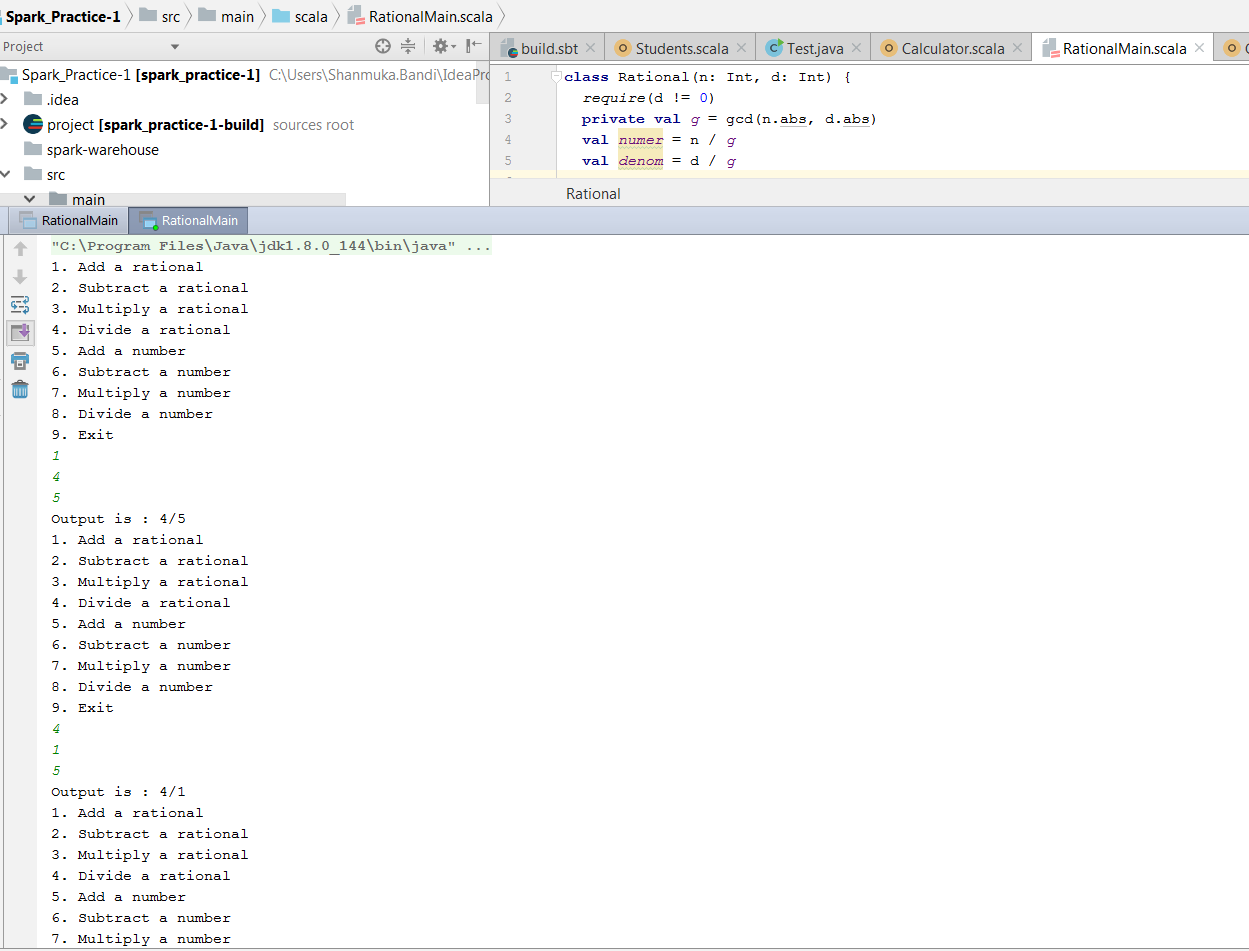 Spark_Practice-1 src main scala RationalMain.scala
Project
build.sbt Students.scala Test.java Calculator.scala RationalMain.scala
Spark_Practice-1 [spark_practice-1] C:\Users\Shanmuka.Bandi\IdeaPro
.idea
project [spark_practice-1-build] sources root
spark-warehouse
src
main
1 class Rational(n: Int, d: Int) {
2 require(d != 0)
3 private val g = gcd(n.abs, d.abs)
4 val numer = n / g
5 val denom = d / g
Rational
RationalMain RationalMain
"C:\Program Files\Java\jdk1.8.0_144\bin\java" ...
1. Add a rational
2. Subtract a rational
3. Multiply a rational
4. Divide a rational
5. Add a number
6. Subtract a number
7. Multiply a number
8. Divide a number
9. Exit
1
4
5
Output is : 4/5
1. Add a rational
2. Subtract a rational
3. Multiply a rational
4. Divide a rational
5. Add a number
6. Subtract a number
7. Multiply a number
8. Divide a number
9. Exit
4
1
5
Output is : 4/1
1. Add a rational
2. Subtract a rational
3. Multiply a rational
4. Divide a rational
5. Add a number
6. Subtract a number
7. Multiply a number